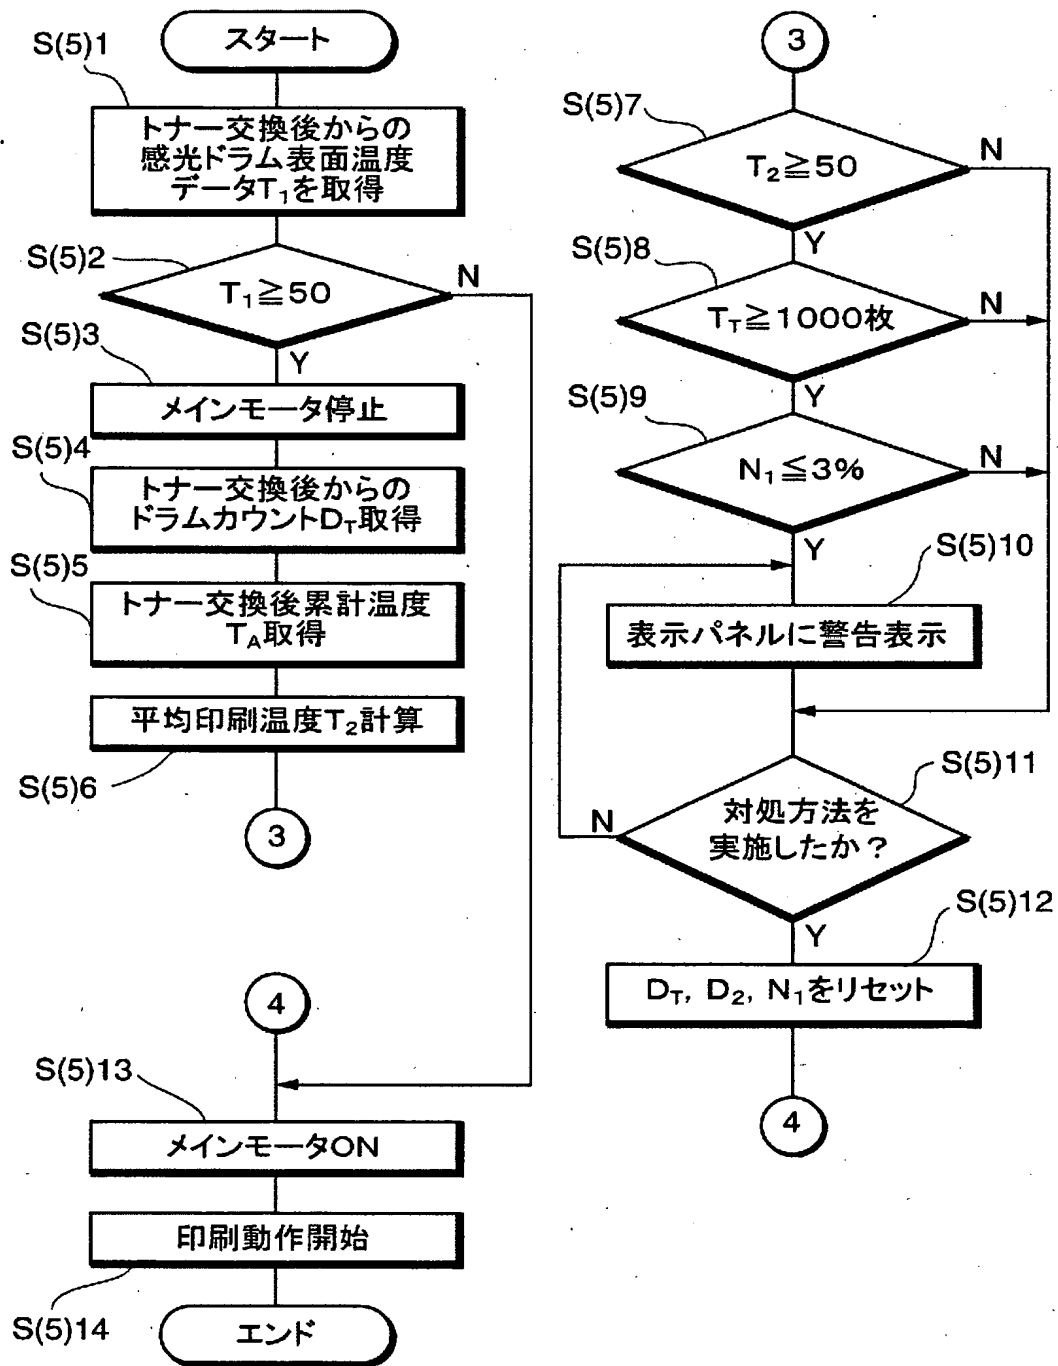 S(5)1
スタート
トナー交換後からの
感光ドラム表面温度
データT₁を取得
S(5)2
T₁≧50
N
Y
S(5)3
メインモータ停止
S(5)4
トナー交換後からの
ドラムカウントD_T取得
S(5)5
トナー交換後累計温度
T_A取得
平均印刷温度T₂計算
S(5)6
3
4
S(5)13
メインモータON
印刷動作開始
S(5)14
エンド
3
S(5)7
T₂≧50
N
Y
S(5)8
T_T≧1000枚
N
Y
S(5)9
N₁≦3%
N
Y
S(5)10
表示パネルに警告表示
S(5)11
対処方法を
実施したか？
N
Y
S(5)12
D_T, D₂, N₁をリセット
4